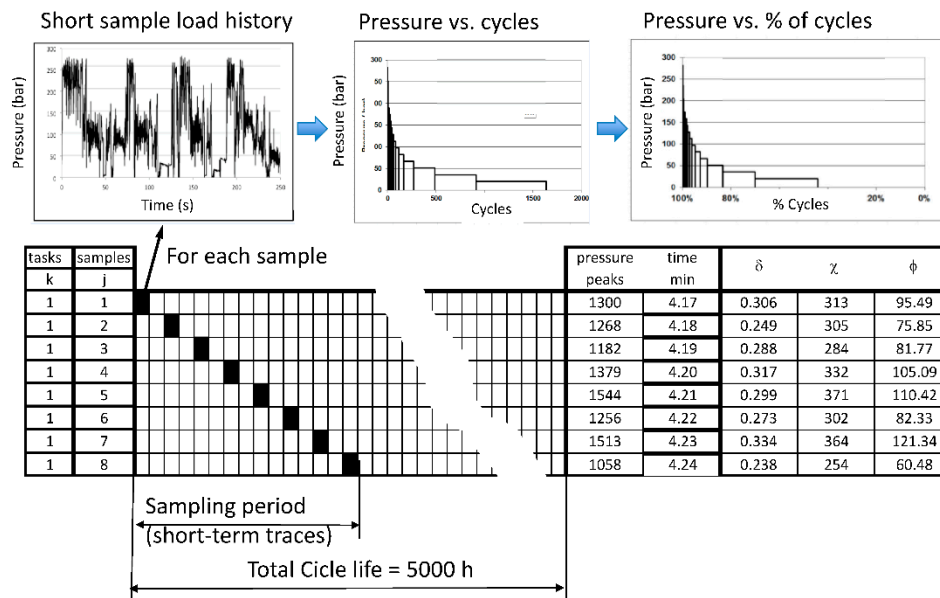 Short sample load history
Pressure vs. cycles
Pressure vs. % of cycles
Pressure (bar)
300
250
200
150
100
50
0
0
50
100
150
200
250
Time (s)
Pressure (bar)
300
50
00
50
00
50
0
0
500
1500
2000
Cycles
Pressure (bar)
300
250
200
150
100
50
0
100%
80%
20%
0%
% Cycles
For each sample
tasks samples pressure time δ χ ϕ
k j peaks min
1 1 1300 4.17 0.306 313 95.49
1 2 1268 4.18 0.249 305 75.85
1 3 1182 4.19 0.288 284 81.77
1 4 1379 4.20 0.317 332 105.09
1 5 1544 4.21 0.299 371 110.42
1 6 1256 4.22 0.273 302 82.33
1 7 1513 4.23 0.334 364 121.34
1 8 1058 4.24 0.238 254 60.48
Sampling period
(short-term traces)
Total Cicle life = 5000 h